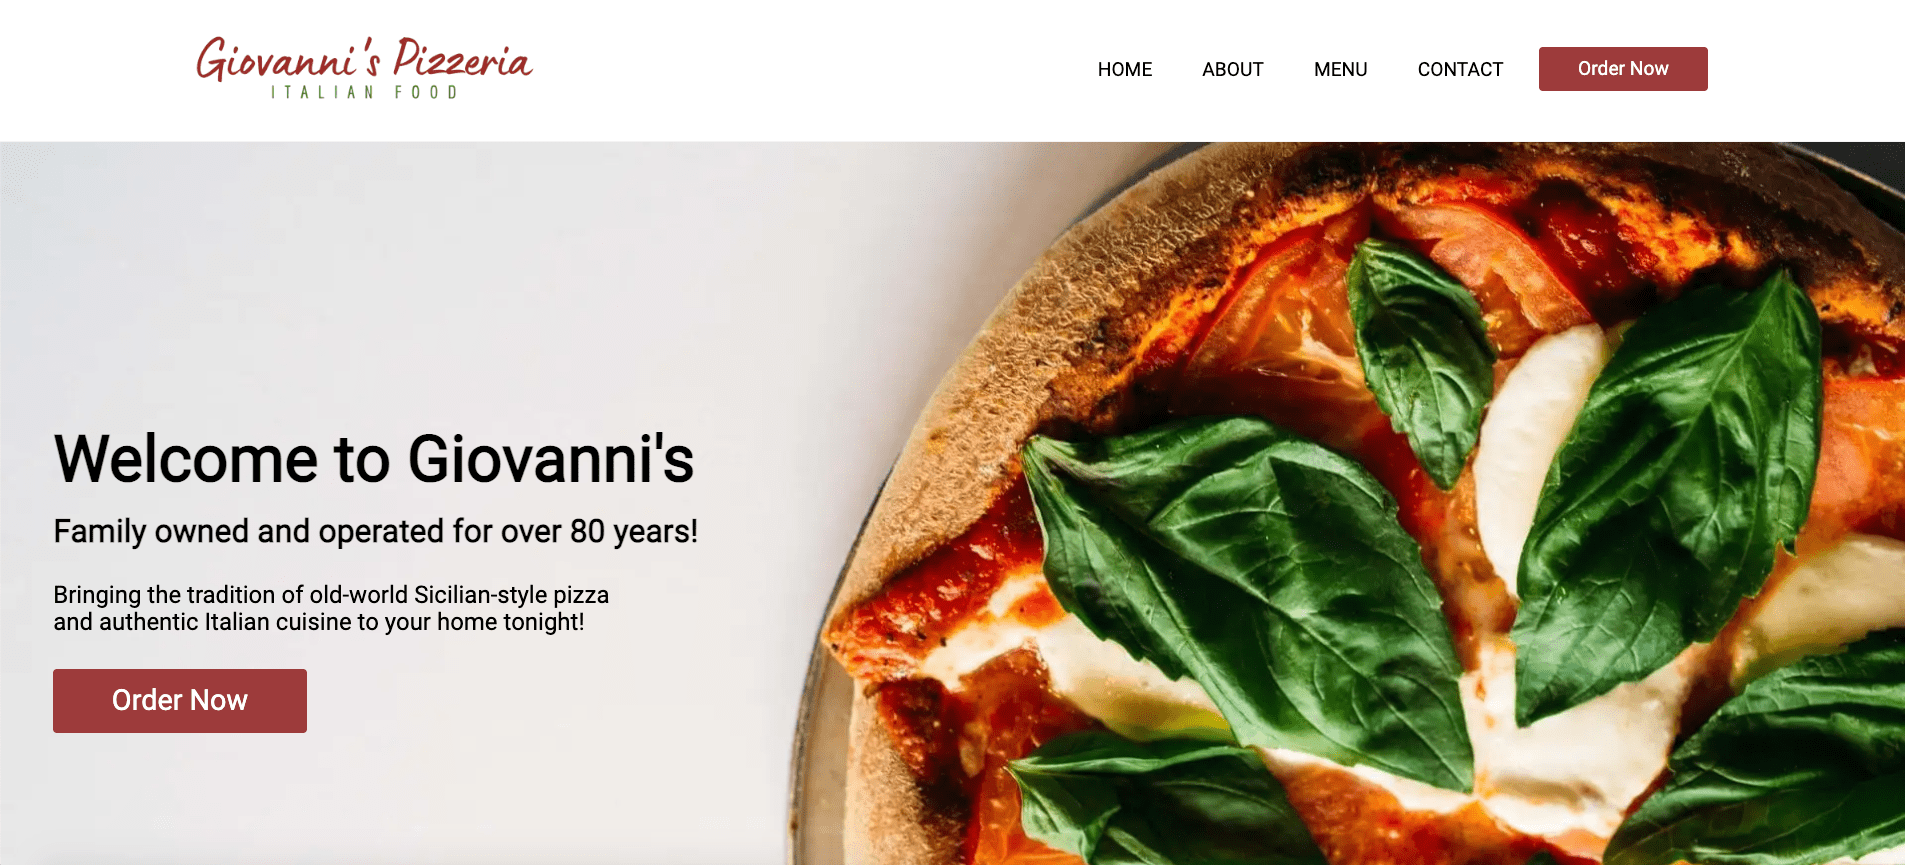 Giovanni's Pizzeria
ITALIAN FOOD
HOME ABOUT MENU CONTACT Order Now
Welcome to Giovanni's
Family owned and operated for over 80 years!
Bringing the tradition of old-world Sicilian-style pizza
and authentic Italian cuisine to your home tonight!
Order Now